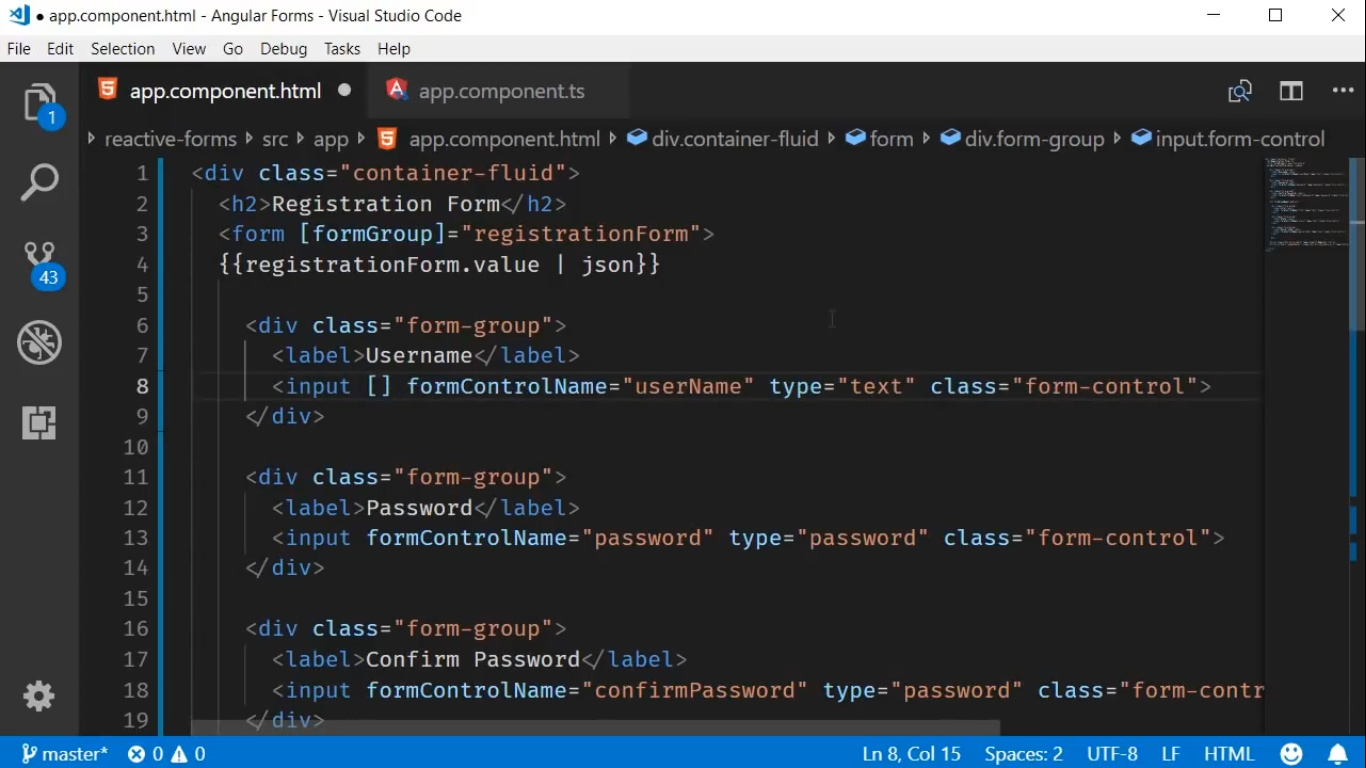 app.component.html - Angular Forms - Visual Studio Code
File Edit Selection View Go Debug Tasks Help
app.component.html app.component.ts
1
reactive-forms src app app.component.html div.container-fluid form div.form-group input.form-control
1 <div class="container-fluid">
2 <h2>Registration Form</h2>
3 <form [formGroup]="registrationForm">
4 {{registrationForm.value | json}}
5
6 <div class="form-group">
7 <label>Username</label>
8 <input [] formControlName="userName" type="text" class="form-control">
9 </div>
10
11 <div class="form-group">
12 <label>Password</label>
13 <input formControlName="password" type="password" class="form-control">
14 </div>
15
16 <div class="form-group">
17 <label>Confirm Password</label>
18 <input formControlName="confirmPassword" type="password" class="form-contr
19 </div>
43
master* 0 0 Ln 8, Col 15 Spaces: 2 UTF-8 LF HTML